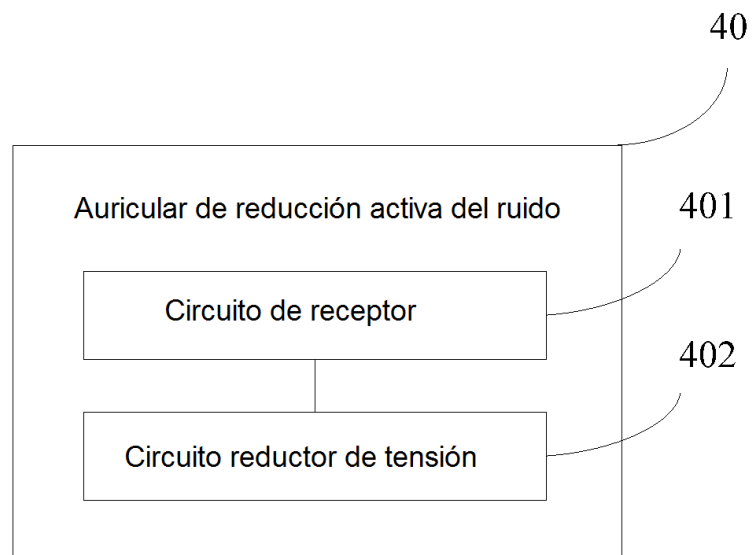 40
Auricular de reducción activa del ruido
401
Circuito de receptor
402
Circuito reductor de tensión